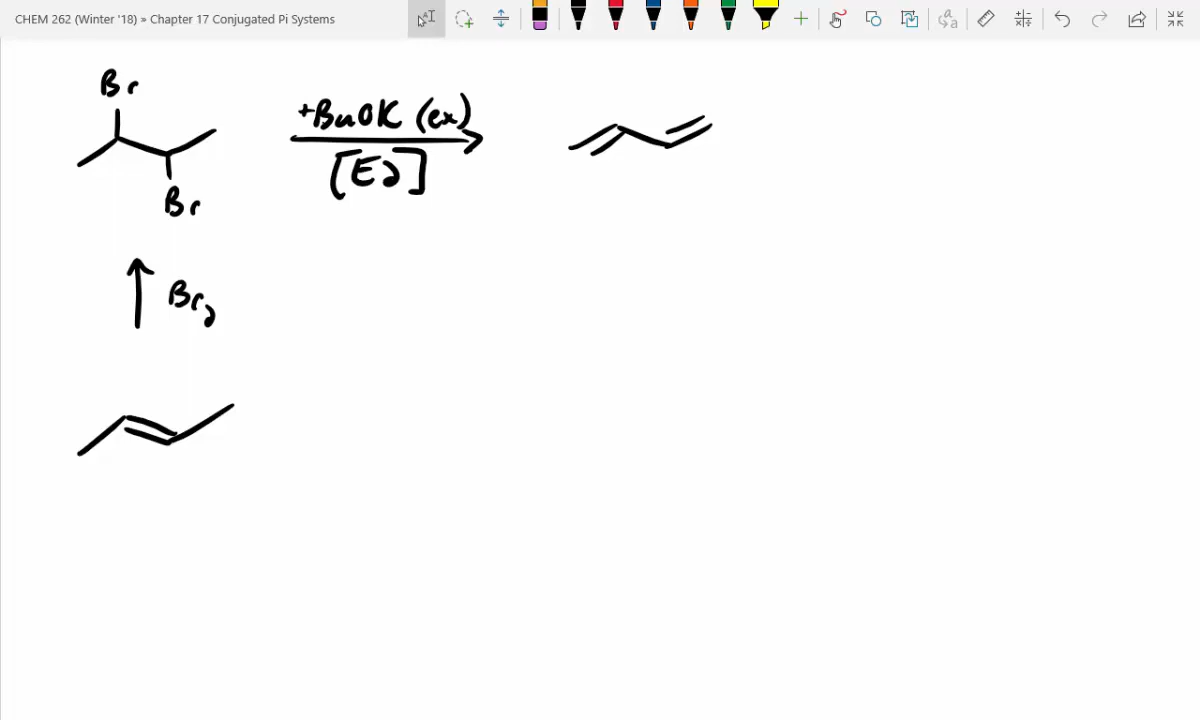 CHEM 262 (Winter '18) » Chapter 17 Conjugated Pi Systems
Br
+BuOK (ex)
[E2]
Br
Br2